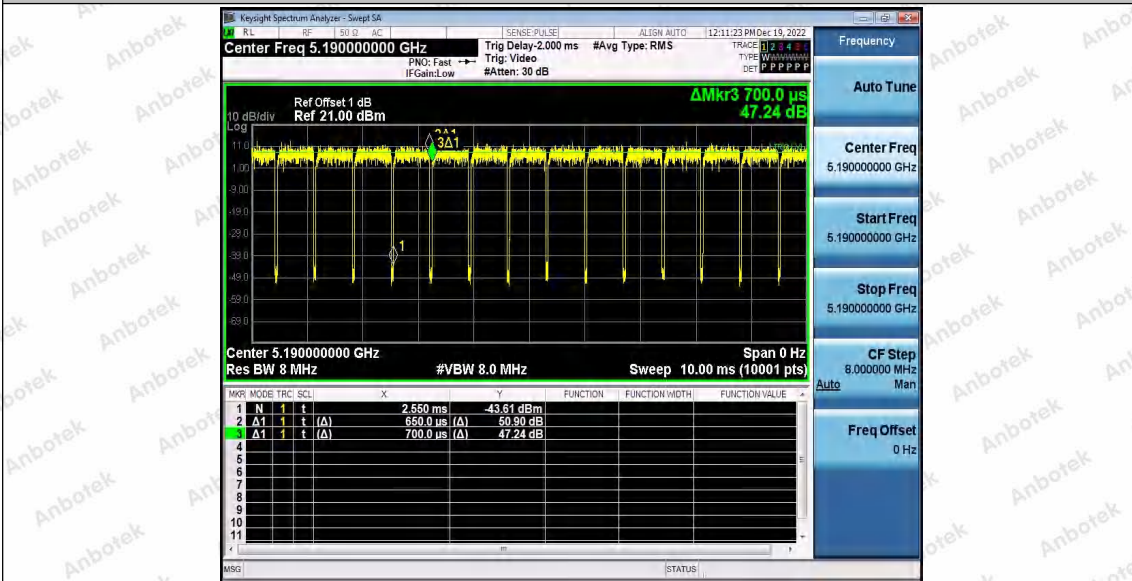 Keysight Spectrum Analyzer - Swept SA
RL RF 50 Ω AC SENSE:PULSE ALIGN AUTO 12:11:23 PM Dec 19, 2022
Center Freq 5.190000000 GHz
PNO: Fast
IFGain:Low
Trig Delay-2.000 ms
Trig: Video
#Atten: 30 dB
#Avg Type: RMS
TRACE 1 2 3 4 5 6
TYPE WWWWWW
DET P P P P P P
ΔMkr3 700.0 µs
47.24 dB
10 dB/div
Log
Ref Offset 1 dB
Ref 21.00 dBm
11.0
1.00
-9.00
-19.0
-29.0
-39.0
-49.0
-59.0
-69.0
3Δ1
1
Center 5.190000000 GHz
Span 0 Hz
Res BW 8 MHz
#VBW 8.0 MHz
Sweep 10.00 ms (10001 pts)
MKR MODE TRC SCL X Y FUNCTION FUNCTION WIDTH FUNCTION VALUE
1 N 1 t 2.550 ms -43.61 dBm
2 Δ1 1 t (Δ) 650.0 µs (Δ) 50.90 dB
3 Δ1 1 t (Δ) 700.0 µs (Δ) 47.24 dB
4
5
6
7
8
9
10
11
MSG
STATUS
Frequency
Auto Tune
Center Freq
5.190000000 GHz
Start Freq
5.190000000 GHz
Stop Freq
5.190000000 GHz
CF Step
8.000000 MHz
Auto Man
Freq Offset
0 Hz
Anbotek